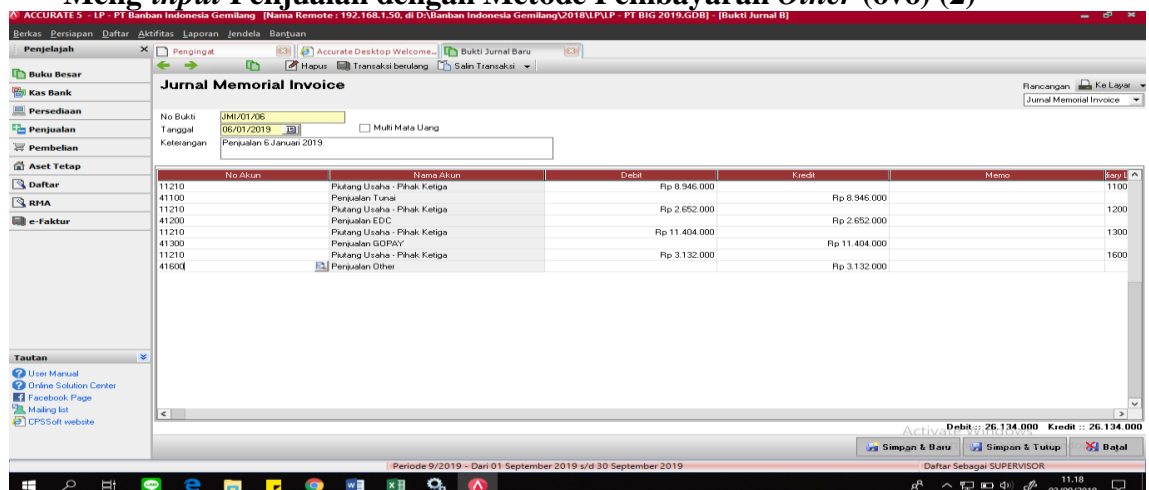 Meng input Penjualan dengan Metode Pembayaran Other (ovo) (2)
ACCURATE 5 - LP - PT Banban Indonesia Gemilang [Nama Remote : 192.168.1.50, di D:\Banban Indonesia Gemilang\2018\LP\LP - PT BIG 2019.GDB] - [Bukti Jurnal B]
Berkas Persiapan Daftar Aktifitas Laporan Jendela Bantuan
Penjelajah
Pengingat Accurate Desktop Welcome... Bukti Jurnal Baru
Hapus Transaksi berulang Salin Transaksi
Buku Besar
Kas Bank
Persediaan
Penjualan
Pembelian
Aset Tetap
Daftar
RMA
e-Faktur
Jurnal Memorial Invoice
Rancangan Ke Layar
Jurnal Memorial Invoice
No Bukti JMI/01/06
Tanggal 06/01/2019 Multi Mata Uang
Keterangan Penjualan 6 Januari 2019
No Akun Nama Akun Debit Kredit Memo
11210 Piutang Usaha - Pihak Ketiga Rp 8.946.000 1100
41100 Penjualan Tunai Rp 8.946.000
11210 Piutang Usaha - Pihak Ketiga Rp 2.652.000 1200
41200 Penjualan EDC Rp 2.652.000
11210 Piutang Usaha - Pihak Ketiga Rp 11.404.000 1300
41300 Penjualan GOPAY Rp 11.404.000
11210 Piutang Usaha - Pihak Ketiga Rp 3.132.000 1600
41600 Penjualan Other Rp 3.132.000
Tautan
User Manual
Online Solution Center
Facebook Page
Mailing list
CPSSoft website
Debit :: 26.134.000 Kredit :: 26.134.000
Activate Windows
Simpan & Baru Simpan & Tutup Batal
Periode 9/2019 - Dari 01 September 2019 s/d 30 September 2019 Daftar Sebagai SUPERVISOR
11.18